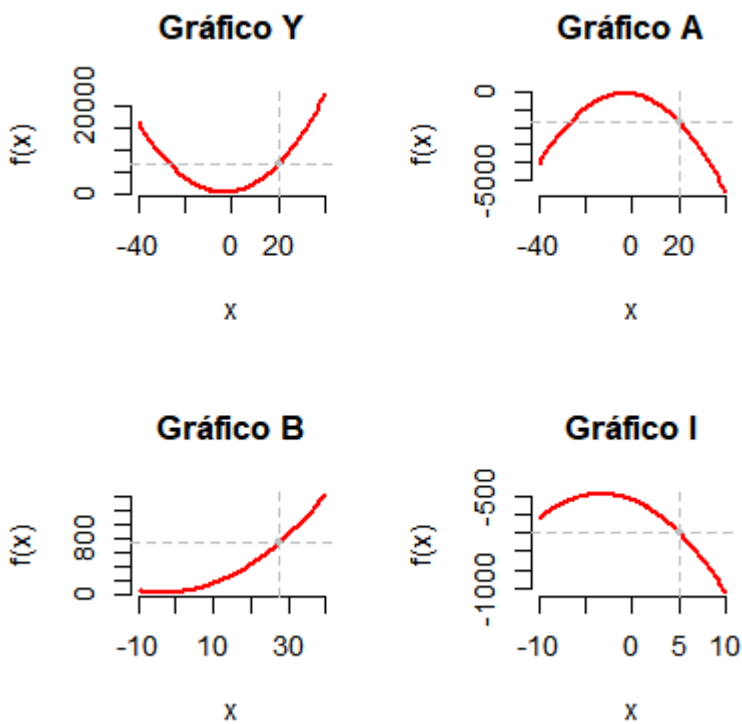 Gráfico Y
f(x)
20000
0
-40 0 20
x
Gráfico A
f(x)
0
-5000
-40 0 20
x
Gráfico B
f(x)
800
0
-10 10 30
x
Gráfico I
f(x)
-500
-1000
-10 0 5 10
x